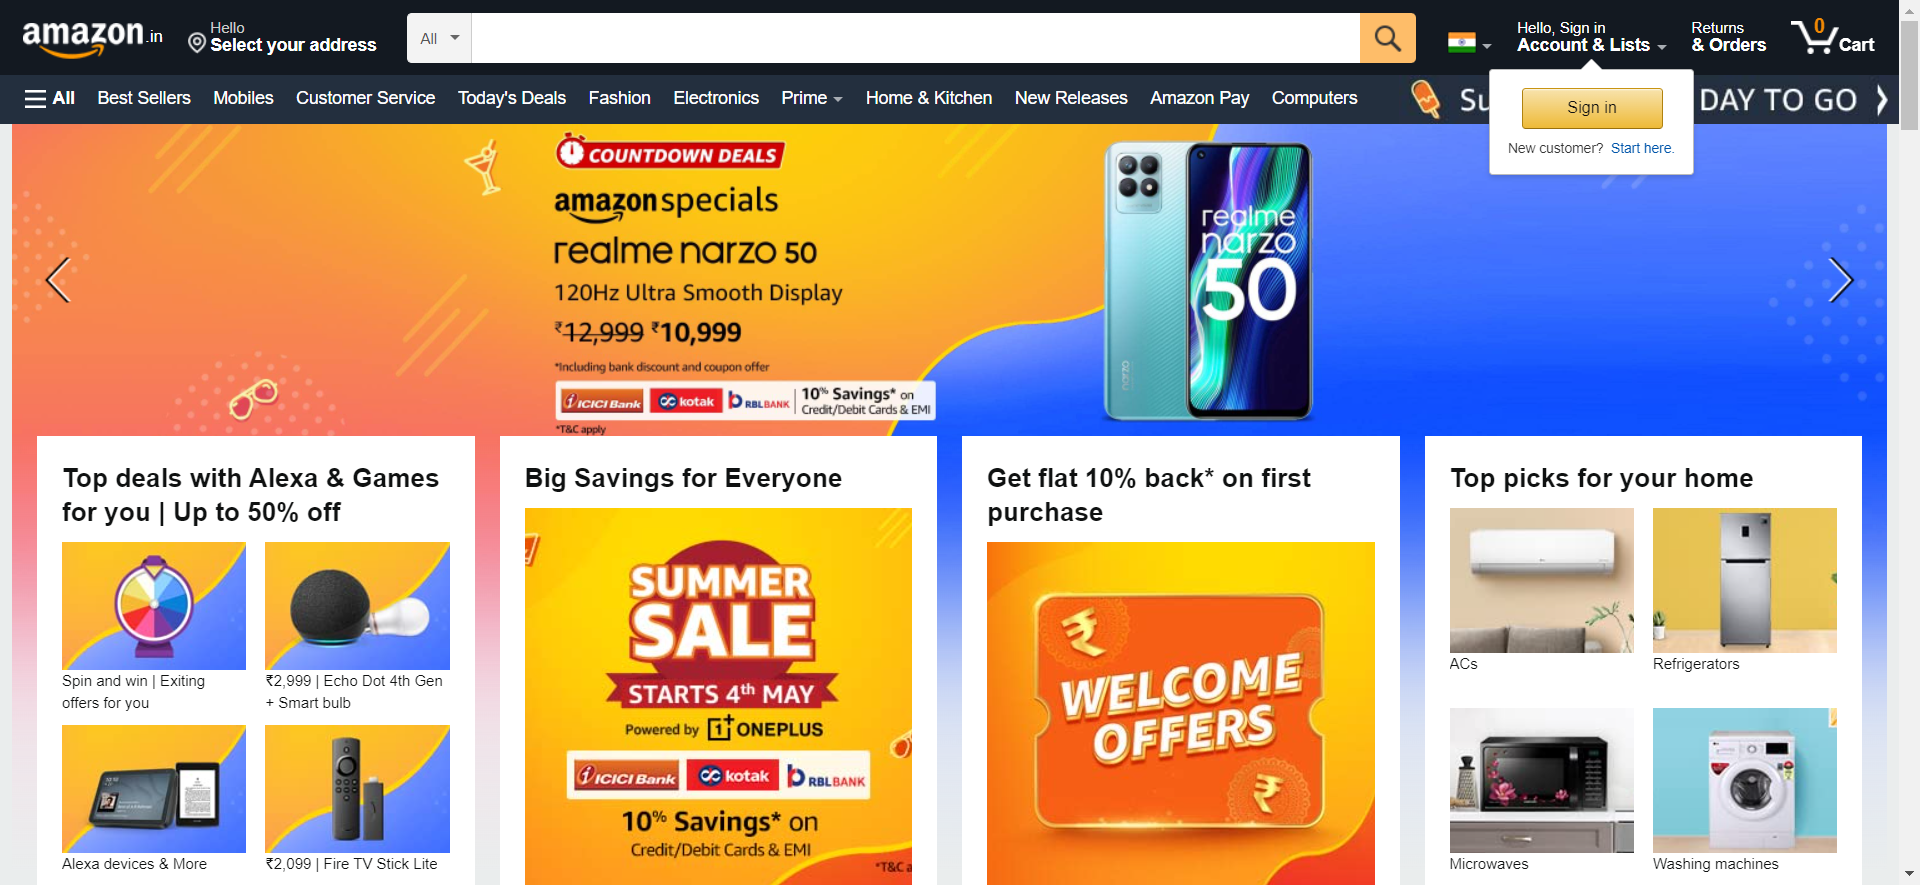 amazon.in
Hello
Select your address
All
Hello, Sign in
Account & Lists
Returns
& Orders
0
Cart
All
Best Sellers
Mobiles
Customer Service
Today's Deals
Fashion
Electronics
Prime
Home & Kitchen
New Releases
Amazon Pay
Computers
Su
DAY TO GO
Sign in
New customer? Start here.
COUNTDOWN DEALS
amazon specials
realme narzo 50
120Hz Ultra Smooth Display
₹12,999 ₹10,999
*Including bank discount and coupon offer
ICICI Bank
kotak
RBLBANK
10% Savings* on
Credit/Debit Cards & EMI
*T&C apply
realme
narzo
50
narzo
Top deals with Alexa & Games
for you | Up to 50% off
Spin and win | Exiting
offers for you
₹2,999 | Echo Dot 4th Gen
+ Smart bulb
Alexa devices & More
₹2,099 | Fire TV Stick Lite
Big Savings for Everyone
SUMMER
SALE
STARTS 4th MAY
Powered by 1+ ONEPLUS
ICICI Bank
kotak
RBLBANK
10% Savings* on
Credit/Debit Cards & EMI
*T&C a
Get flat 10% back* on first
purchase
₹
WELCOME
OFFERS
₹
Top picks for your home
ACs
Refrigerators
Microwaves
Washing machines